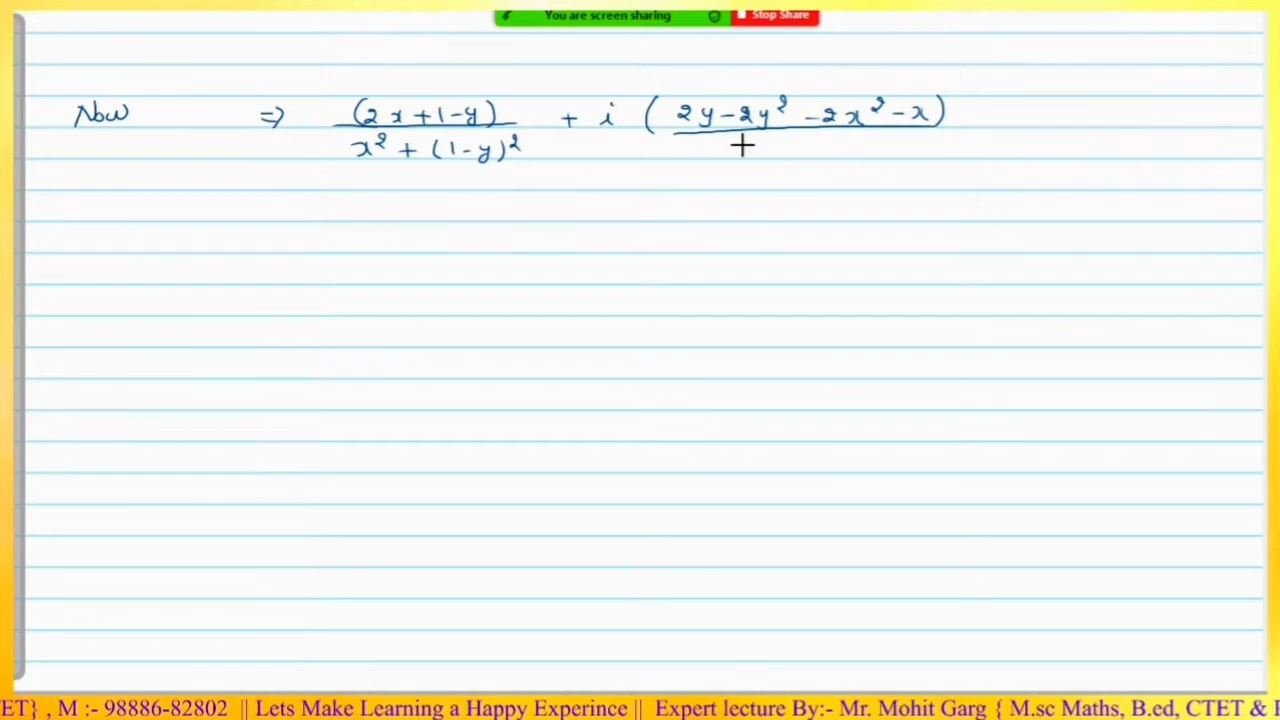 You are screen sharing Stop Share
Now ⇒ (2x+1-y) / x² + (1-y)² + i (2y-2y²-2x²-x)
ET} , M :- 98886-82802 || Lets Make Learning a Happy Experince || Expert lecture By:- Mr. Mohit Garg { M.sc Maths, B.ed, CTET &